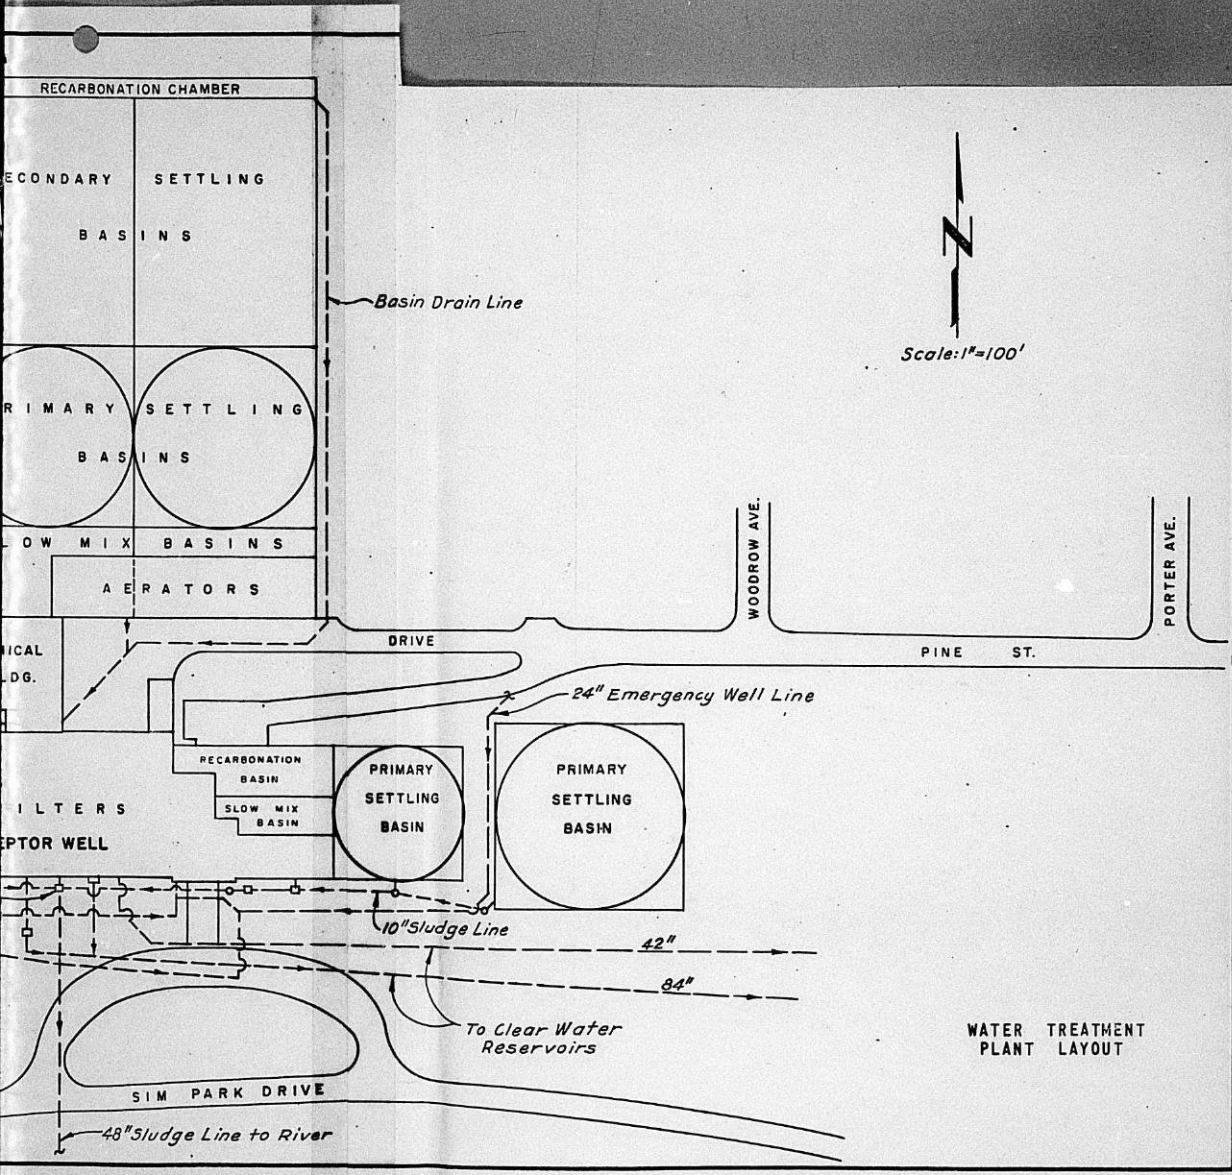 RECARBONATION CHAMBER
ECONDARY SETTLING
BASINS
Basin Drain Line
N
Scale: 1"=100'
RIMARY SETTLING
BASINS
WOODROW AVE.
PORTER AVE.
LOW MIX BASINS
AERATORS
DRIVE
PINE ST.
ICAL
LDG.
24" Emergency Well Line
RECARBONATION
BASIN
PRIMARY
SETTLING
BASIN
PRIMARY
SETTLING
BASIN
SLOW MIX
BASIN
ILTERS
EPTOR WELL
10" Sludge Line
42"
84"
To Clear Water
Reservoirs
WATER TREATMENT
PLANT LAYOUT
SIM PARK DRIVE
48" Sludge Line to River